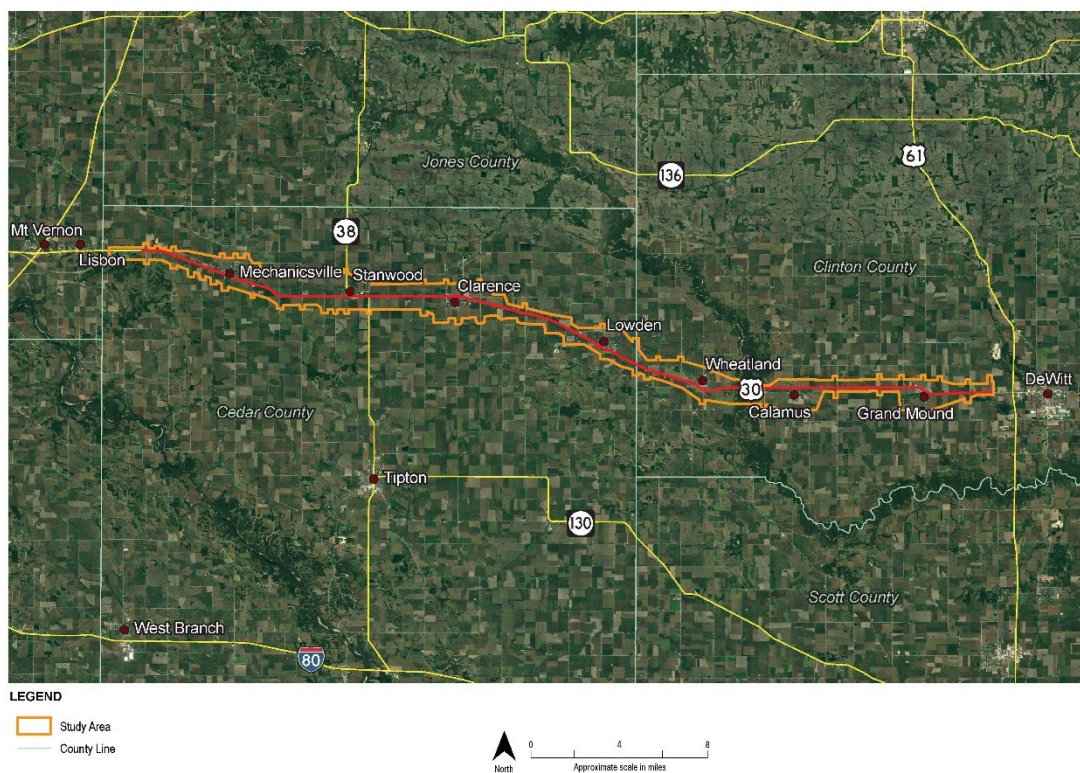 Jones County
136
61
Mt Vernon
Lisbon
38
Mechanicsville
Stanwood
Clarence
Clinton County
Lowden
Wheatland
30
DeWitt
Calamus
Grand Mound
Cedar County
Tipton
130
Scott County
West Branch
80
LEGEND
Study Area
County Line
North
0 4 8
Approximate scale in miles